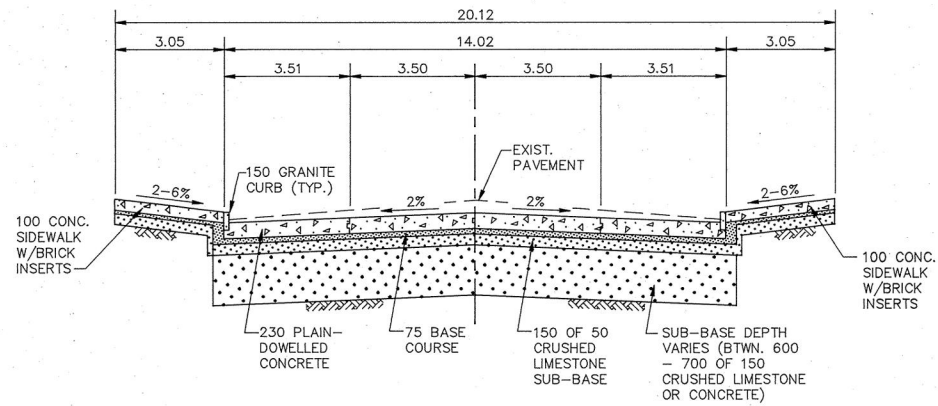 20.12
3.05
14.02
3.05
3.51
3.50
3.50
3.51
EXIST.
PAVEMENT
150 GRANITE
CURB (TYP.)
2-6%
2%
2%
2-6%
100 CONC.
SIDEWALK
W/BRICK
INSERTS
100 CONC.
SIDEWALK
W/BRICK
INSERTS
230 PLAIN-
DOWELLED
CONCRETE
75 BASE
COURSE
150 OF 50
CRUSHED
LIMESTONE
SUB-BASE
SUB-BASE DEPTH
VARIES (BTWN. 600
- 700 OF 150
CRUSHED LIMESTONE
OR CONCRETE)